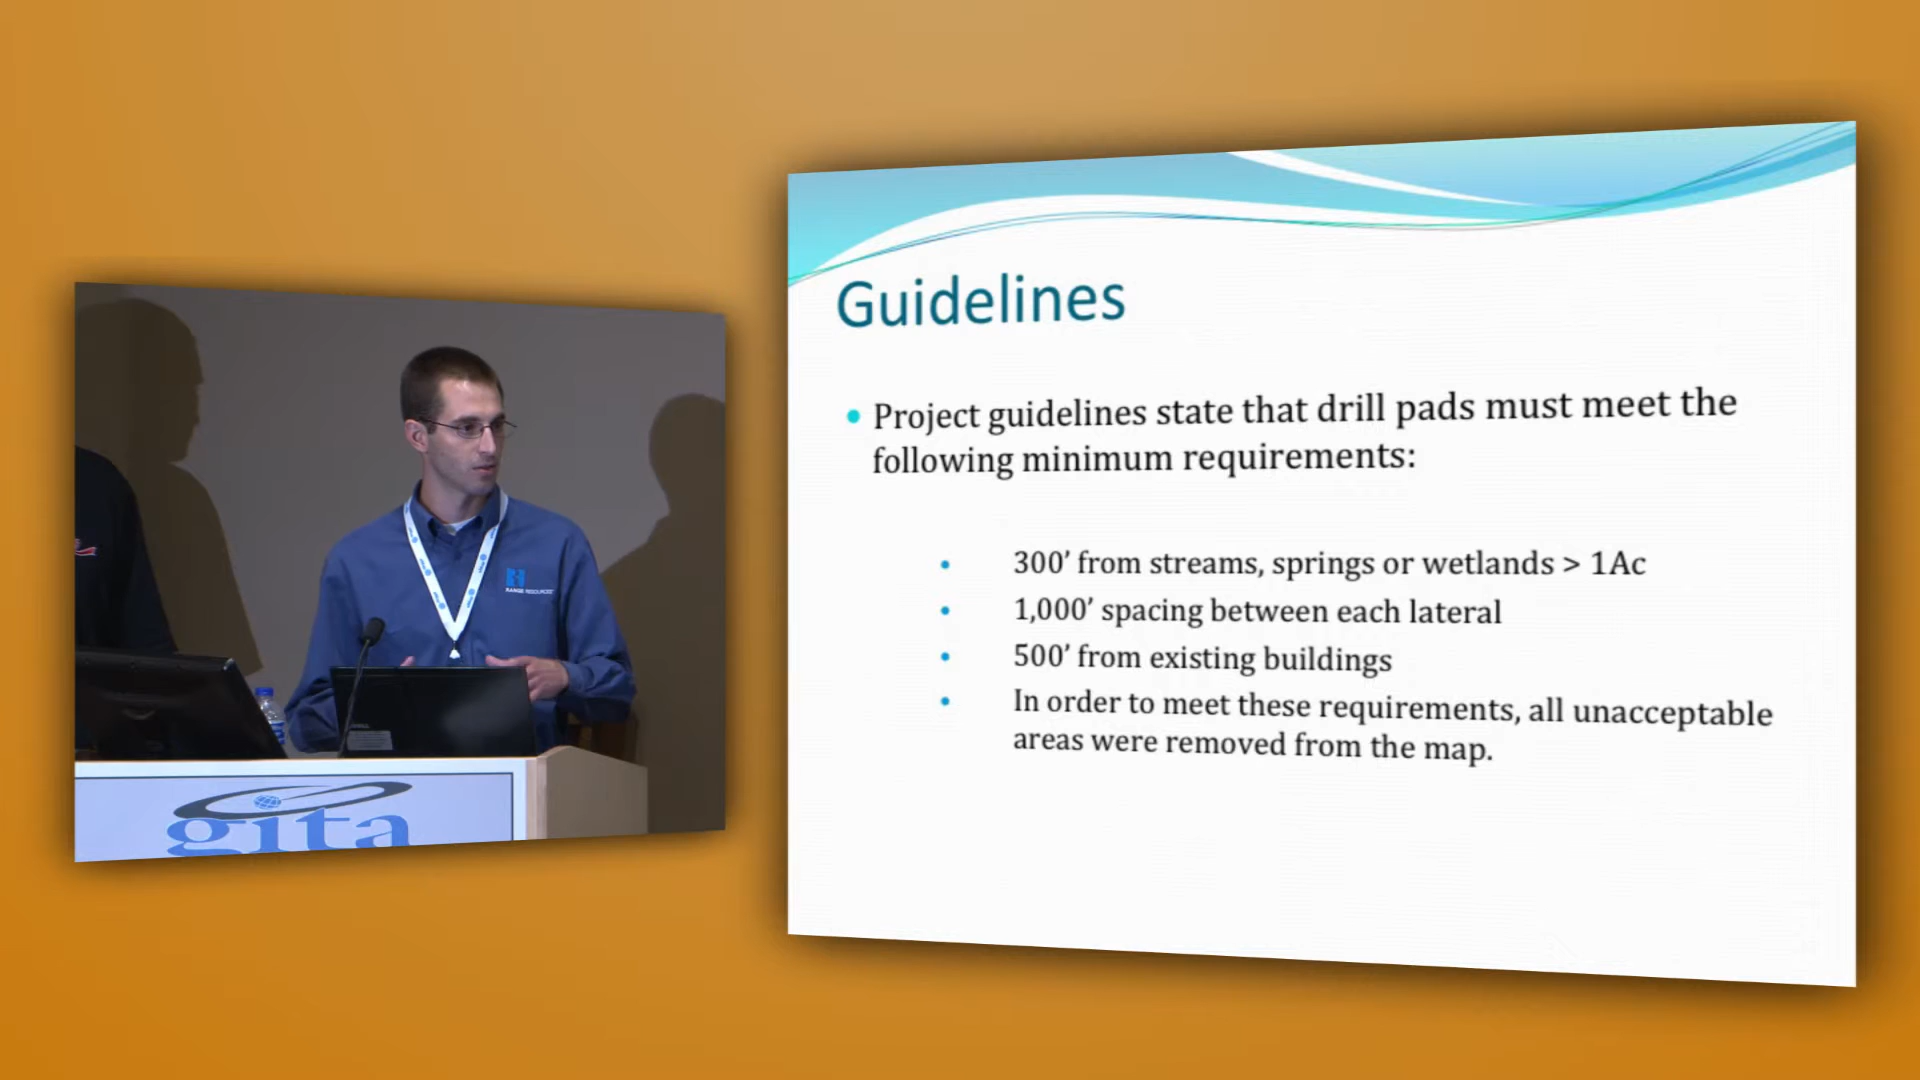 Guidelines
• Project guidelines state that drill pads must meet the
following minimum requirements:
• 300' from streams, springs or wetlands > 1Ac
• 1,000' spacing between each lateral
• 500' from existing buildings
• In order to meet these requirements, all unacceptable
areas were removed from the map.
RANGE RESOURCES
gita